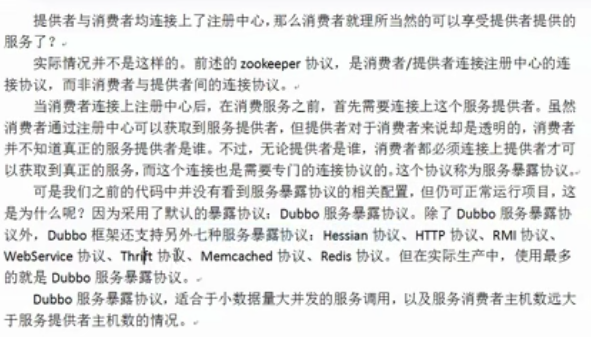 提供者与消费者均连接上了注册中心，那么消费者就理所当然的可以享受提供者提供的
服务了？
实际情况并不是这样的。前述的 zookeeper 协议，是消费者/提供者连接注册中心的连
接协议，而非消费者与提供者间的连接协议。
当消费者连接上注册中心后，在消费服务之前，首先需要连接上这个服务提供者。虽然
消费者通过注册中心可以获取到服务提供者，但提供者对于消费者来说却是透明的，消费者
并不知道真正的服务提供者是谁。不过，无论提供者是谁，消费者都必须连接上提供者才可
以获取到真正的服务，而这个连接也是需要专门的连接协议的。这个协议称为服务暴露协议。
可是我们之前的代码中并没有看到服务暴露协议的相关配置，但仍可正常运行项目，这
是为什么呢？因为采用了默认的暴露协议：Dubbo 服务暴露协议。除了 Dubbo 服务暴露协
议外，Dubbo 框架还支持另外七种服务暴露协议：Hessian 协议、HTTP 协议、RMI 协议、
WebService 协议、Thrift 协议、Memcached 协议、Redis 协议。但在实际生产中，使用最多
的就是 Dubbo 服务暴露协议。
Dubbo 服务暴露协议，适合于小数据量大并发的服务调用，以及服务消费者主机数远大
于服务提供者主机数的情况。